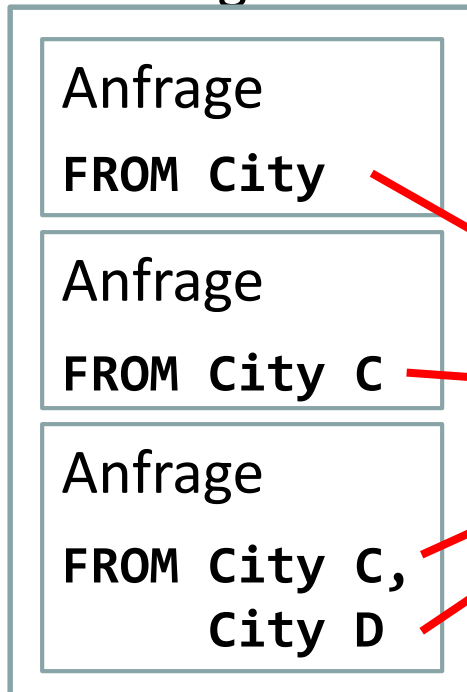 Anfrage
FROM City
Anfrage
FROM City C
Anfrage
FROM City C,
City D